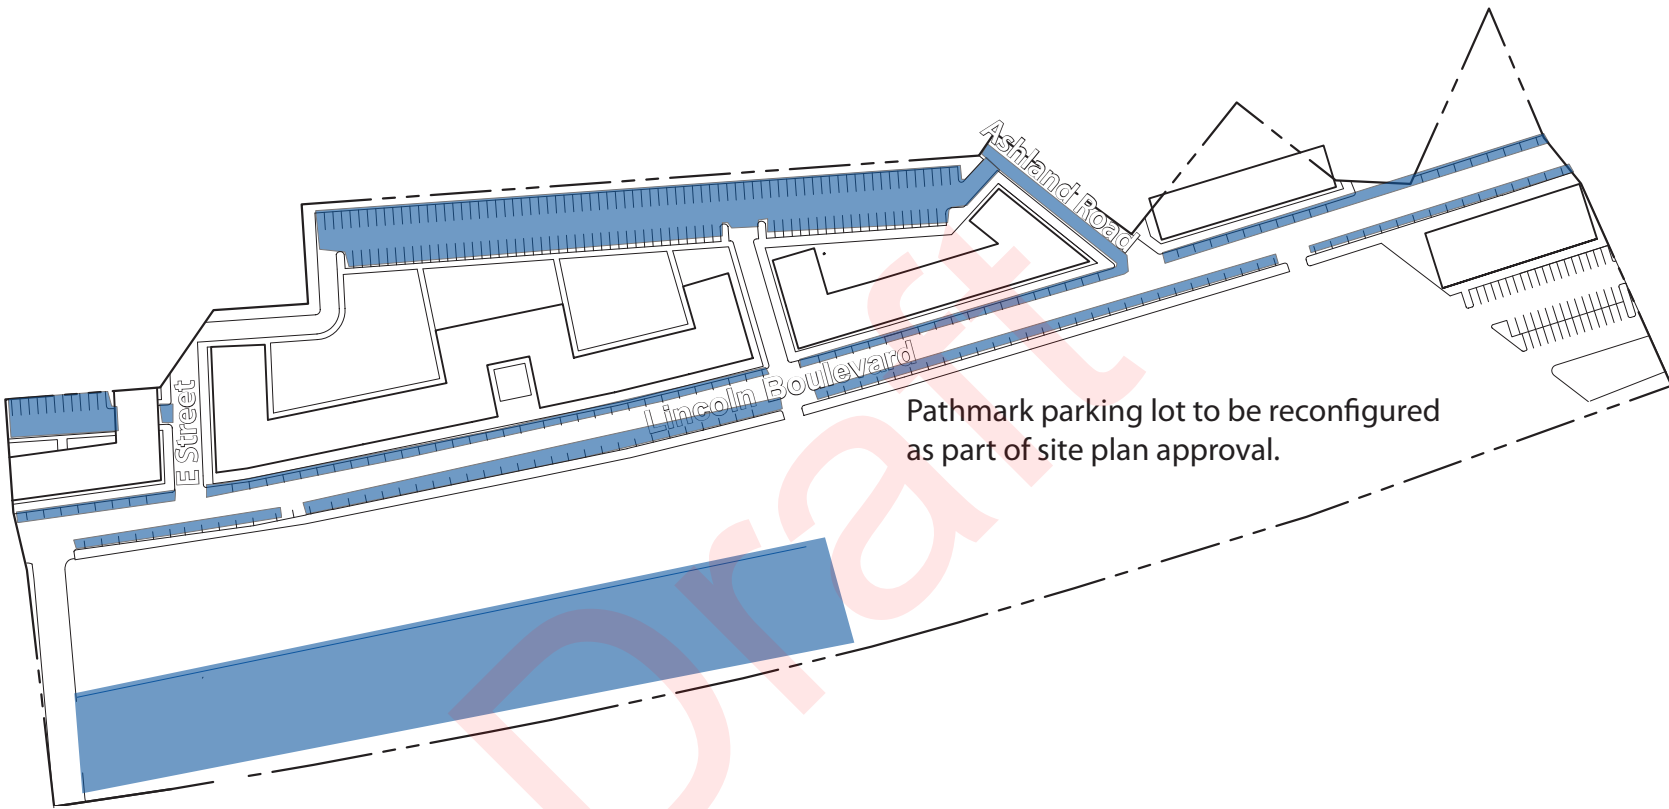 Ashland Road
E Street
Lincoln Boulevard
Pathmark parking lot to be reconfigured
as part of site plan approval.
Draft